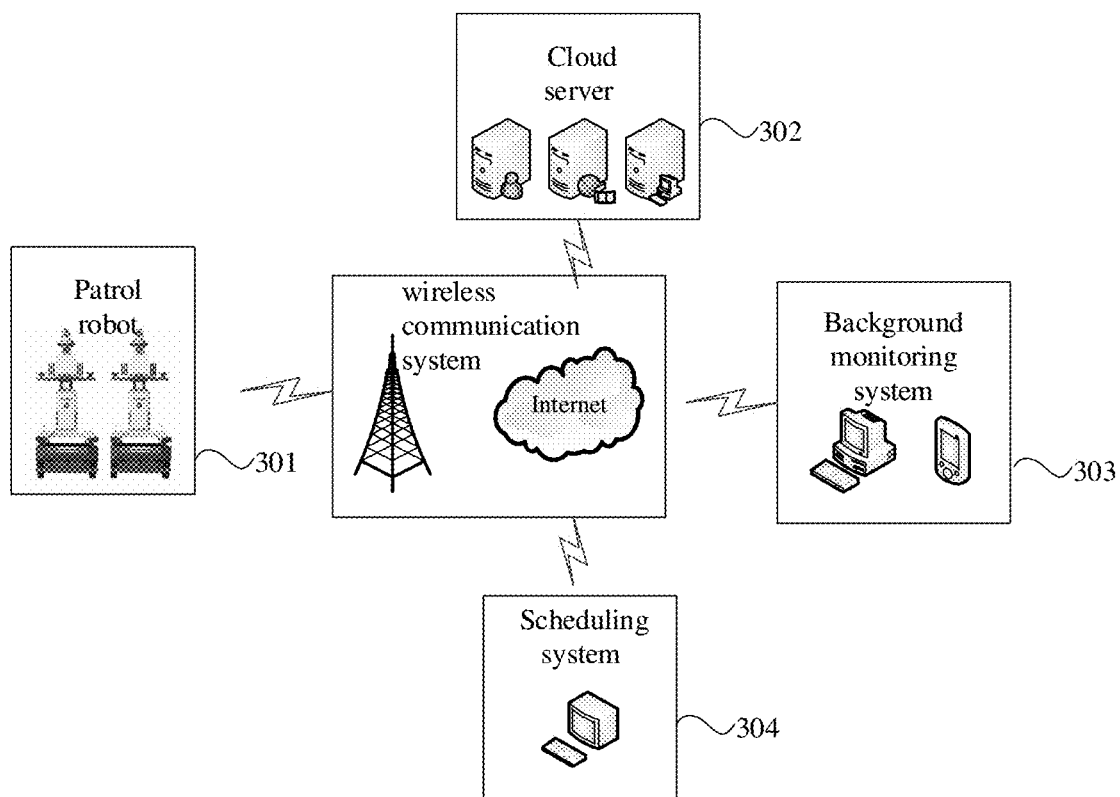 Cloud
server
302
Patrol
robot
301
wireless
communication
system
Internet
Background
monitoring
system
303
Scheduling
system
304